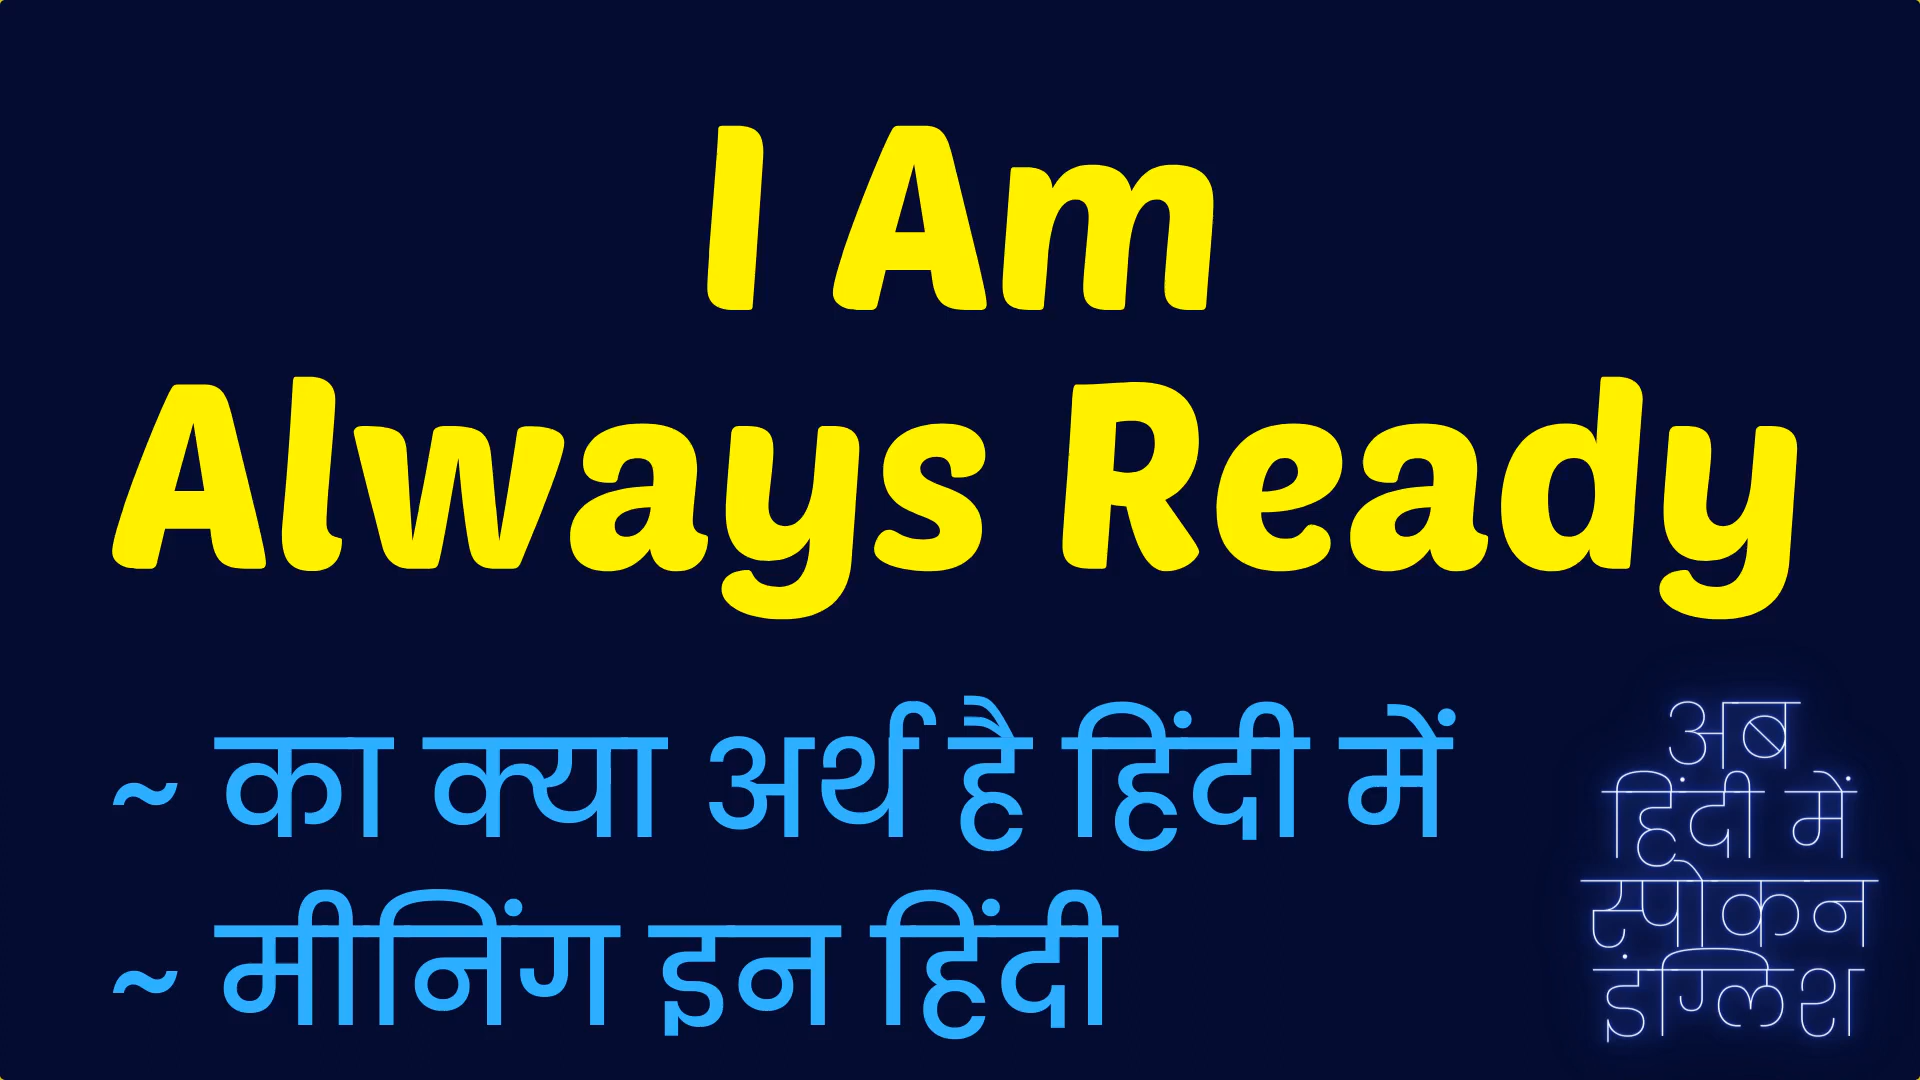 I Am
Always Ready
~ का क्या अर्थ है हिंदी में
~ मीनिंग इन हिंदी
अब
हिंदी में
स्पोकन
इंग्लिश